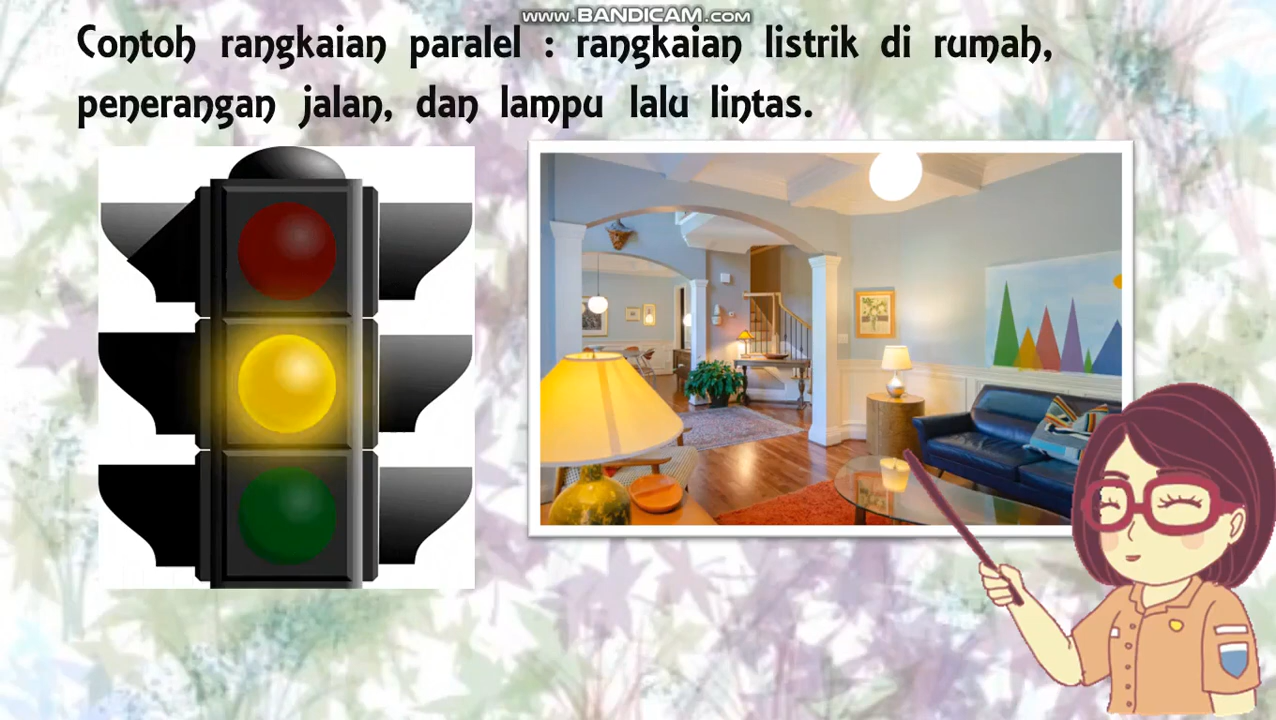 www.BANDICAM.com
Contoh rangkaian paralel : rangkaian listrik di rumah,
penerangan jalan, dan lampu lalu lintas.